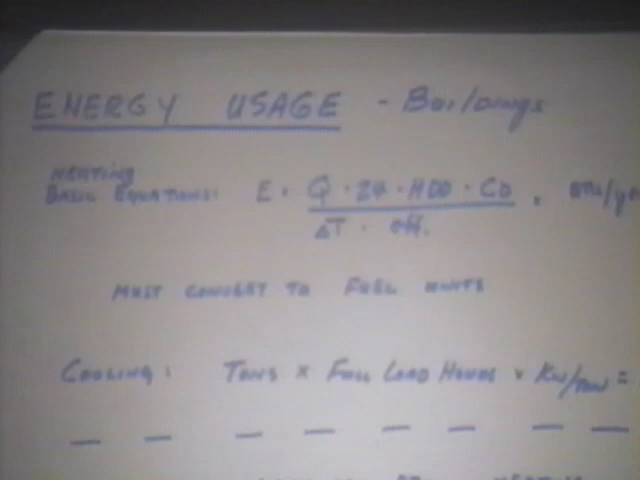 ENERGY USAGE - Buildings
HEATING
BASIC EQUATIONS: E = Q · 24 · HDD · CD = BTU/yr
ΔT · eff.
MUST CONVERT TO FUEL UNITS
COOLING: TONS x FULL LOAD HOURS x KW/TON =